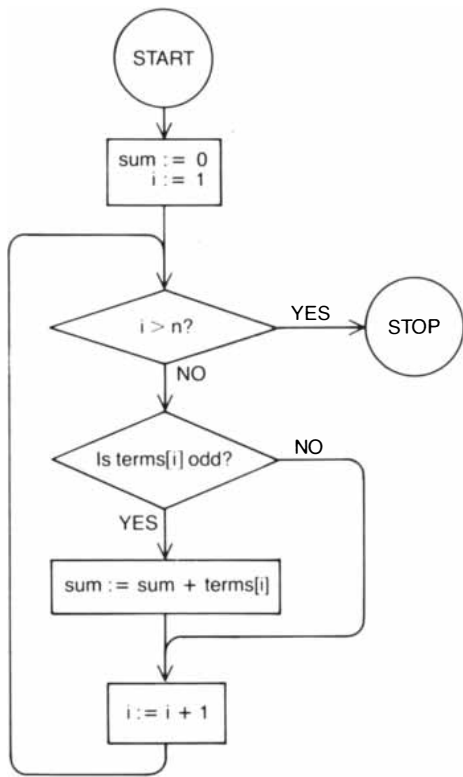 START
sum := 0
i := 1
i > n?
YES
STOP
NO
Is terms[i] odd?
NO
YES
sum := sum + terms[i]
i := i + 1